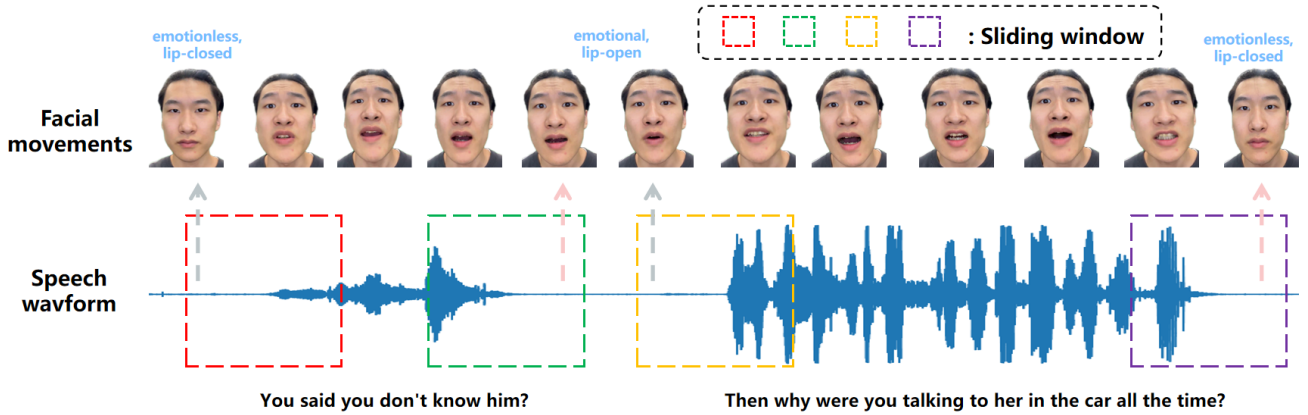 emotionless,
lip-closed
emotional,
lip-open
: Sliding window
emotionless,
lip-closed
Facial
movements
Speech
wavform
You said you don't know him?
Then why were you talking to her in the car all the time?